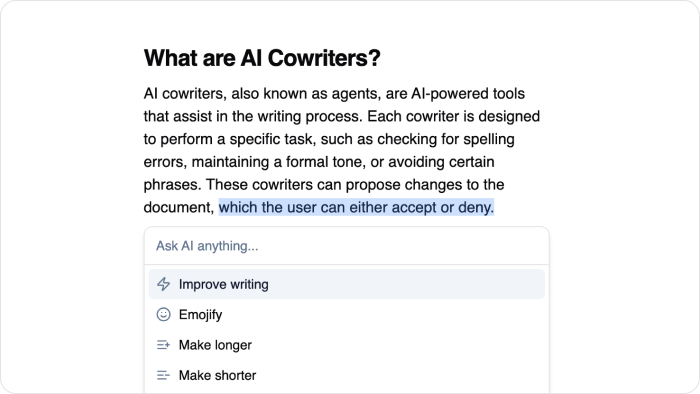 What are AI Cowriters?
AI cowriters, also known as agents, are AI-powered tools
that assist in the writing process. Each cowriter is designed
to perform a specific task, such as checking for spelling
errors, maintaining a formal tone, or avoiding certain
phrases. These cowriters can propose changes to the
document, which the user can either accept or deny.
Ask AI anything...
Improve writing
Emojify
Make longer
Make shorter